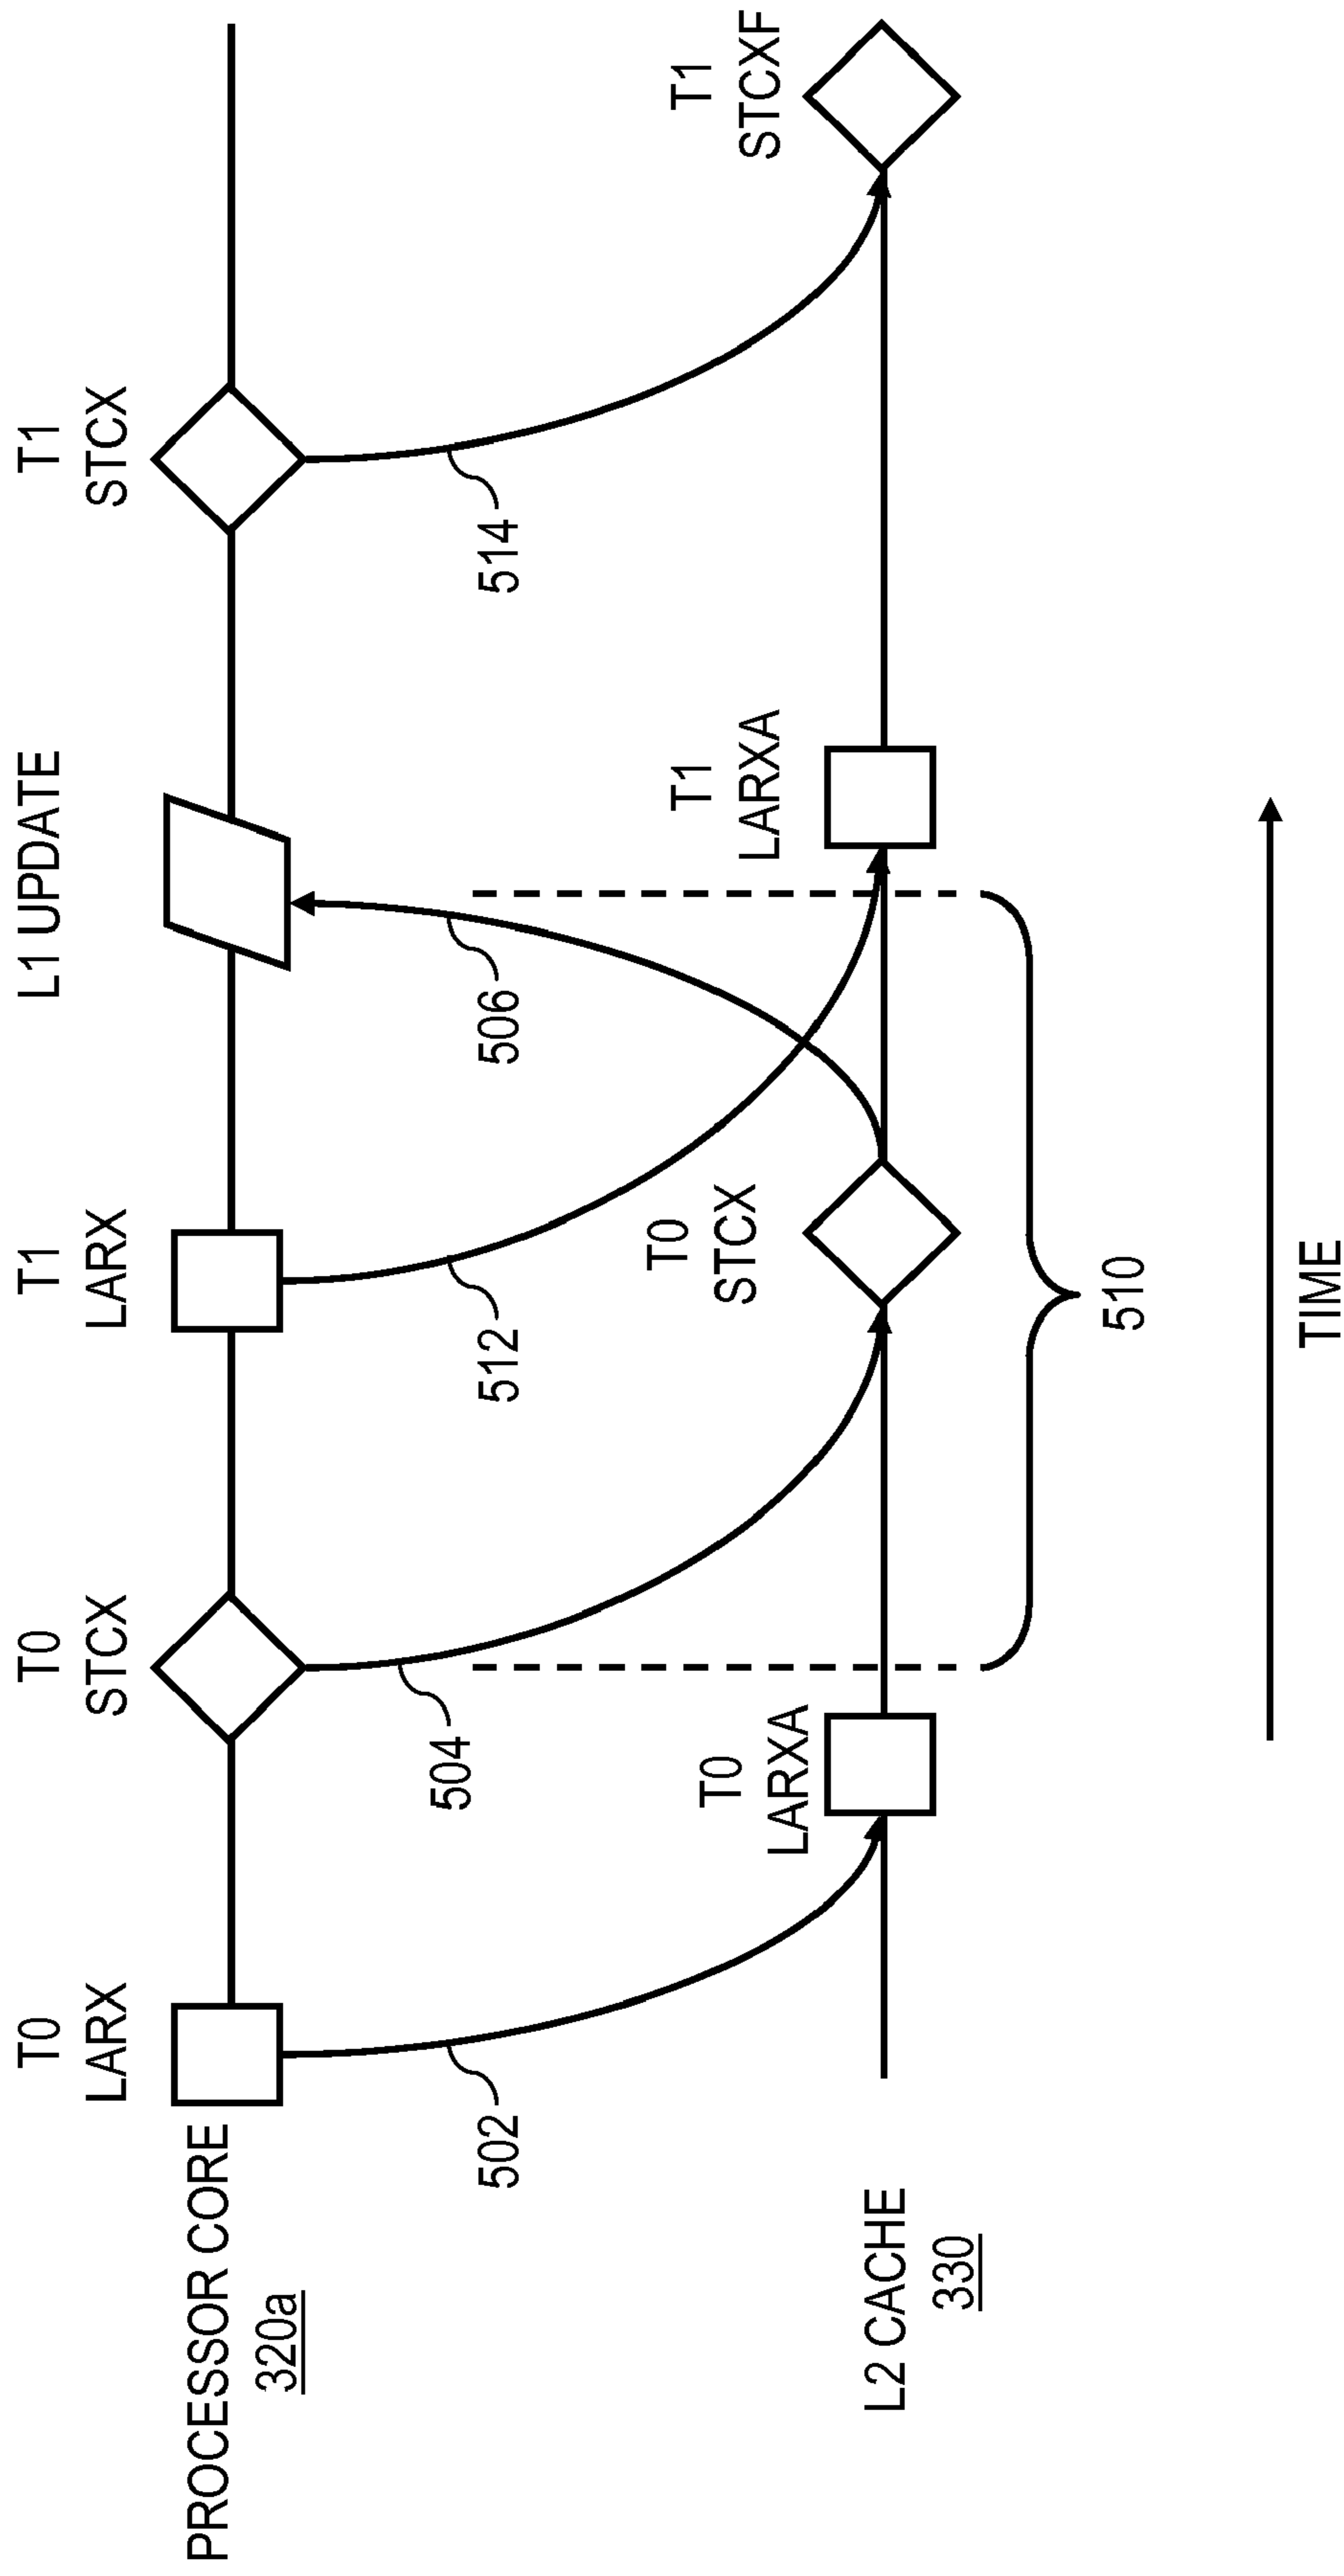 T0
LARX
T0
STCX
T1
LARX
L1 UPDATE
T1
STCX
PROCESSOR CORE
320a
502
504
512
506
514
T0
LARXA
T0
STCX
T1
LARXA
T1
STCXF
L2 CACHE
330
510
TIME